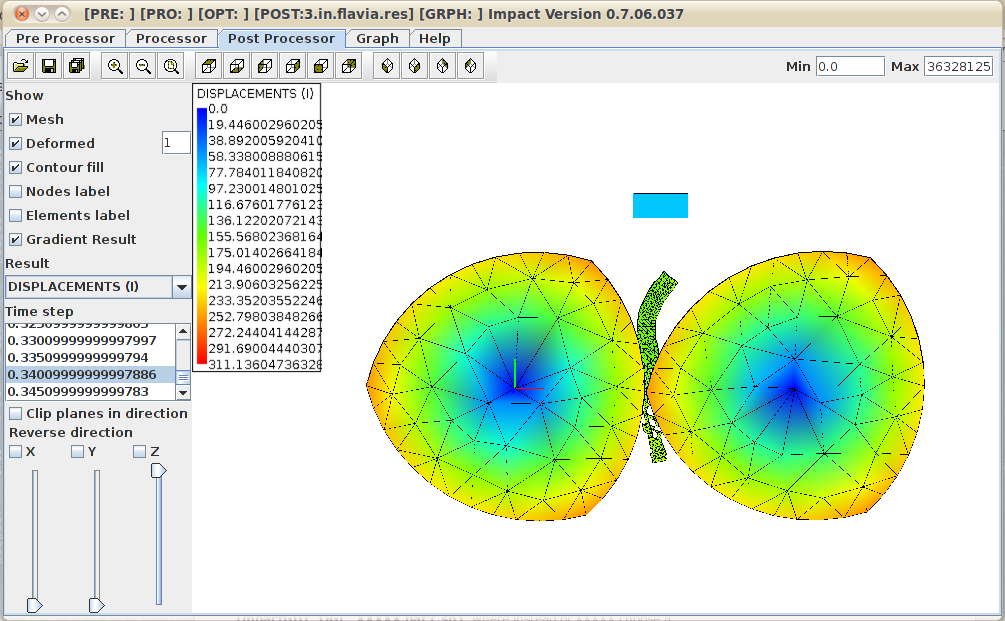 [PRE: ] [PRO: ] [OPT: ] [POST:3.in.flavia.res] [GRPH: ] Impact Version 0.7.06.037
Pre Processor Processor Post Processor Graph Help
Min 0.0 Max 36328125
Show
Mesh
Deformed 1
Contour fill
Nodes label
Elements label
Gradient Result
Result
DISPLACEMENTS (I)
Time step
0.33009999999997997
0.3350999999999794
0.34009999999997886
0.3450999999999783
Clip planes in direction
Reverse direction
X Y Z
DISPLACEMENTS (I)
0.0
19.446002960205
38.892005920410
58.338008880615
77.784011840820
97.230014801025
116.67601776123
136.12202072143
155.56802368164
175.01402664184
194.46002960205
213.90603256225
233.35203552246
252.79803848266
272.24404144287
291.69004440307
311.13604736328